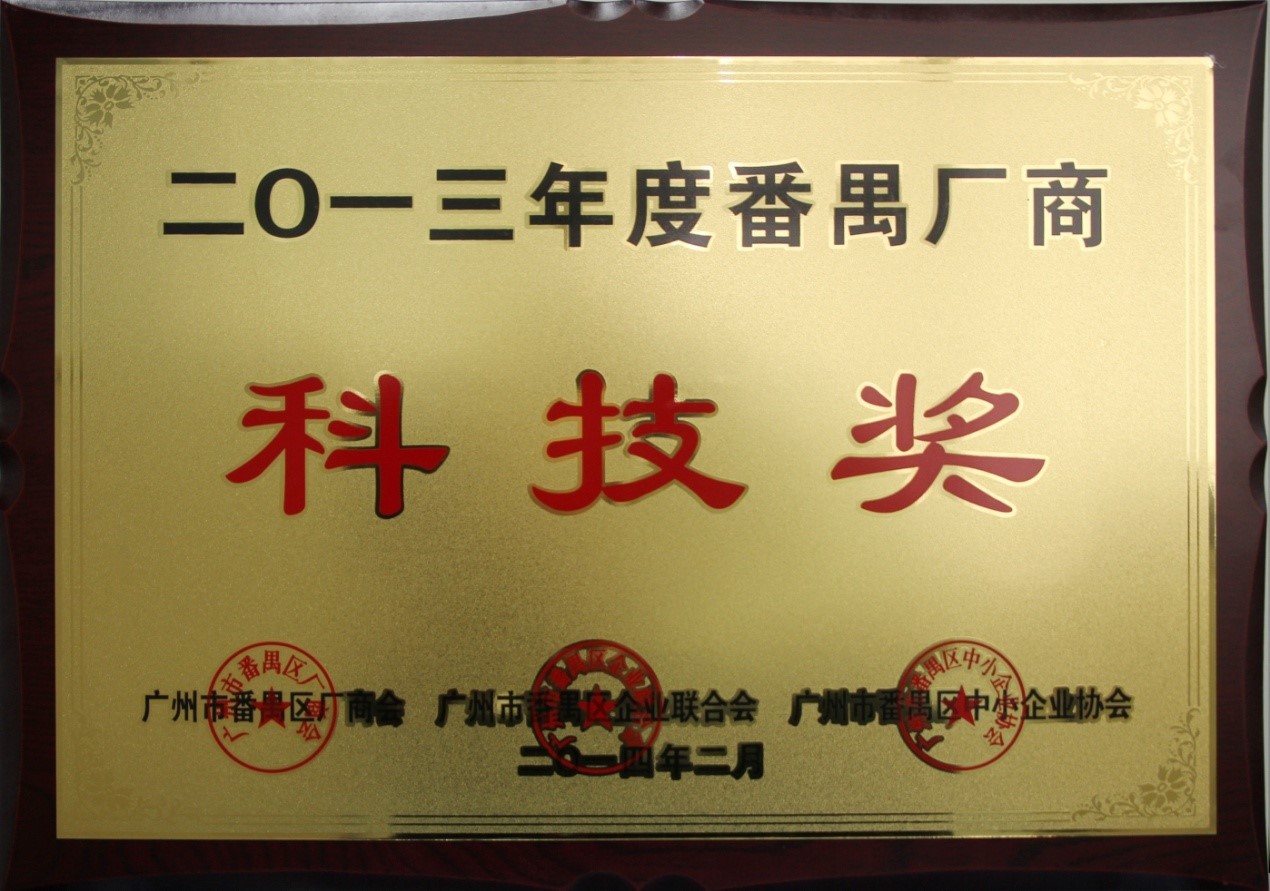 二O一三年度番禺厂商
科技奖
广州市番禺区厂商会 广州市番禺区企业联合会 广州市番禺区中小企业协会
二O一四年二月